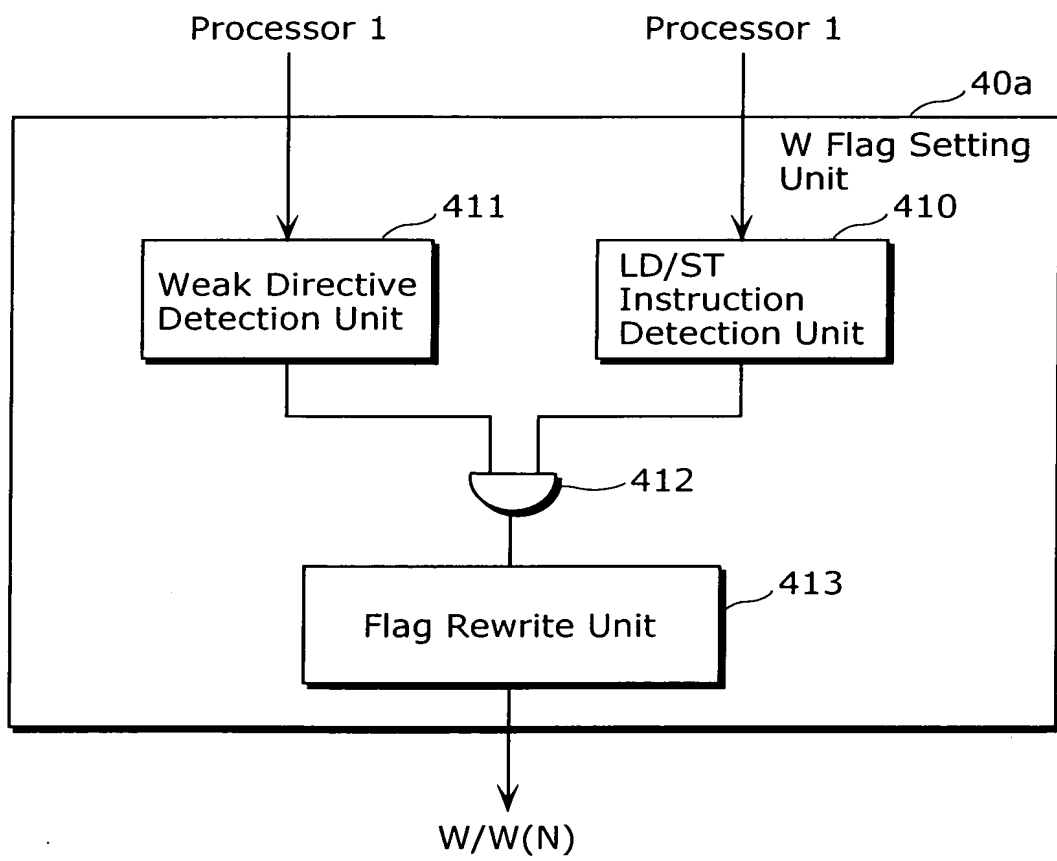 Processor 1
Processor 1
40a
W Flag Setting
Unit
411
410
Weak Directive
Detection Unit
LD/ST
Instruction
Detection Unit
412
413
Flag Rewrite Unit
W/W(N)